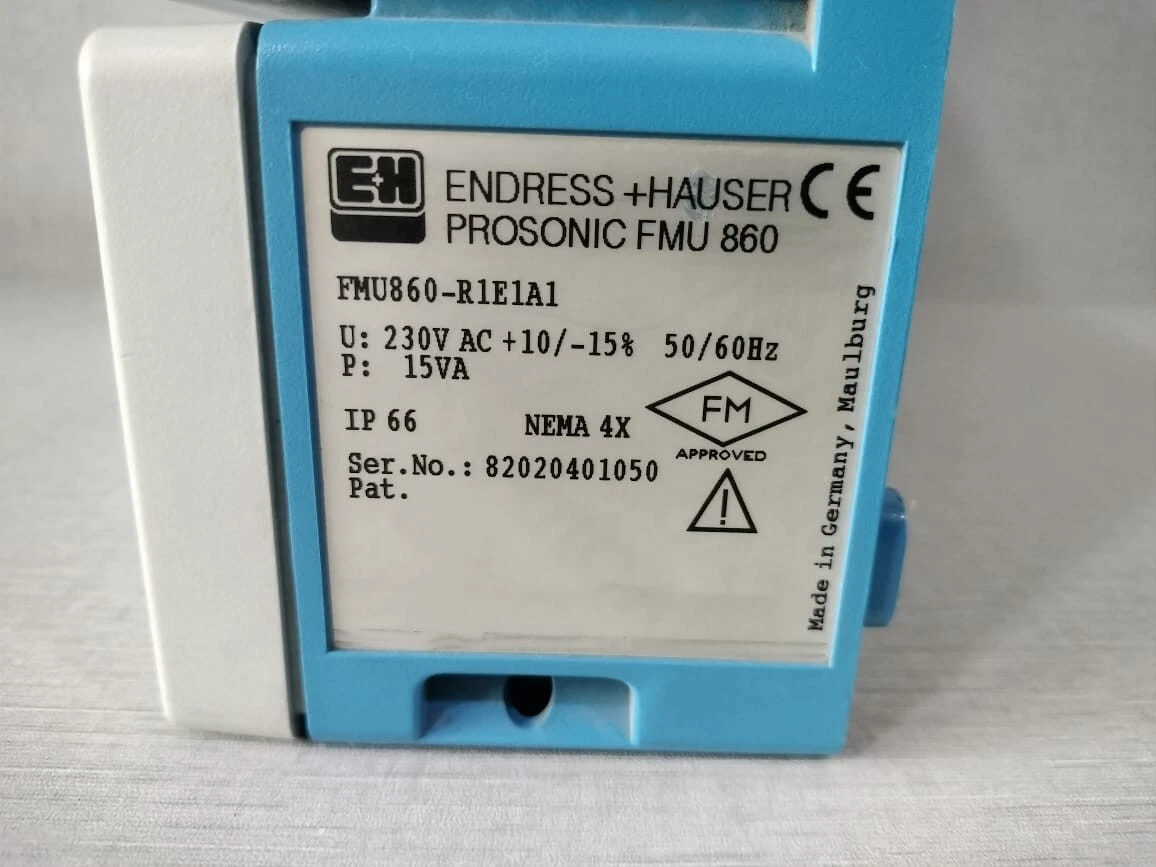 E+H
ENDRESS +HAUSER CE
PROSONIC FMU 860
FMU860-R1E1A1
U: 230V AC +10/-15% 50/60Hz
P: 15VA
IP 66 NEMA 4X
FM
APPROVED
Ser.No.: 82020401050
Pat.
!
Made in Germany, Maulburg